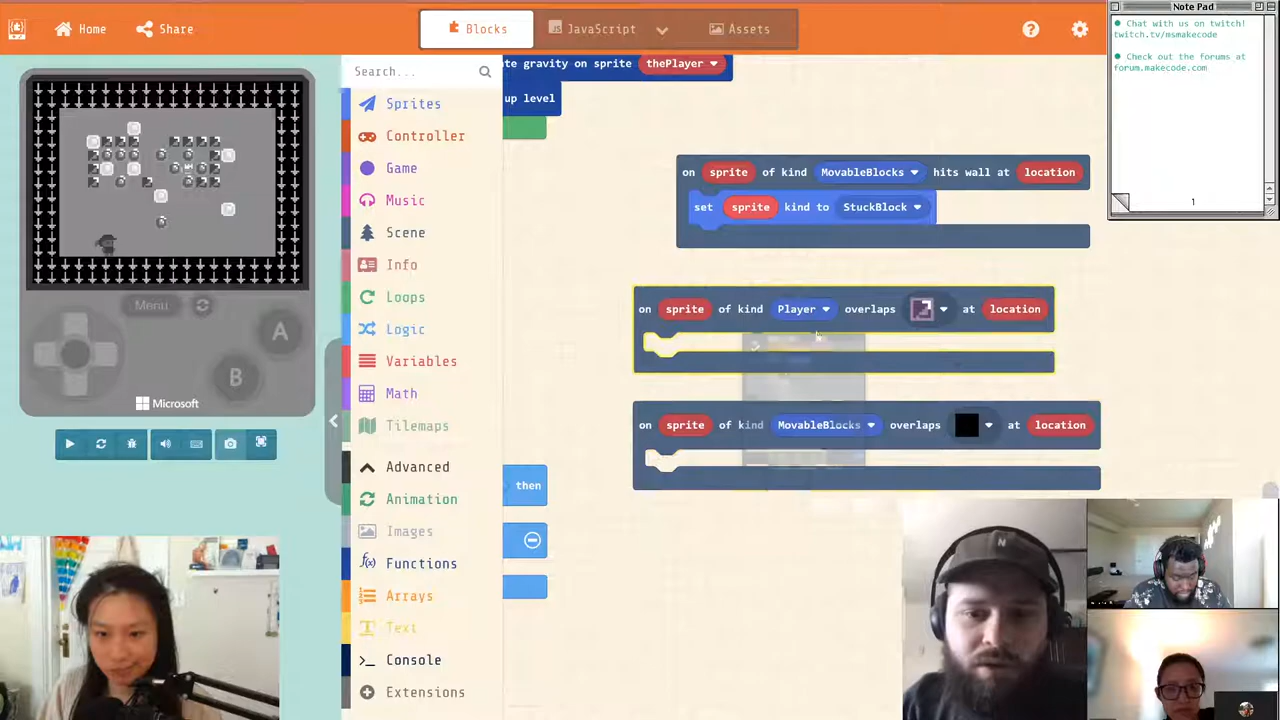 Home
Share
Blocks
JavaScript
Assets
Note Pad
Chat with us on twitch!
twitch.tv/msmakecode
Check out the forums at
forum.makecode.com
1
Search...
Sprites
Controller
Game
Music
Scene
Info
Loops
Logic
Variables
Math
Tilemaps
Advanced
Animation
Images
Functions
Arrays
Text
Console
Extensions
te gravity on sprite thePlayer
up level
on sprite of kind MovableBlocks hits wall at location
set sprite kind to StuckBlock
on sprite of kind Player overlaps at location
on sprite of kind MovableBlocks overlaps at location
then
Menu
A
B
Microsoft
N